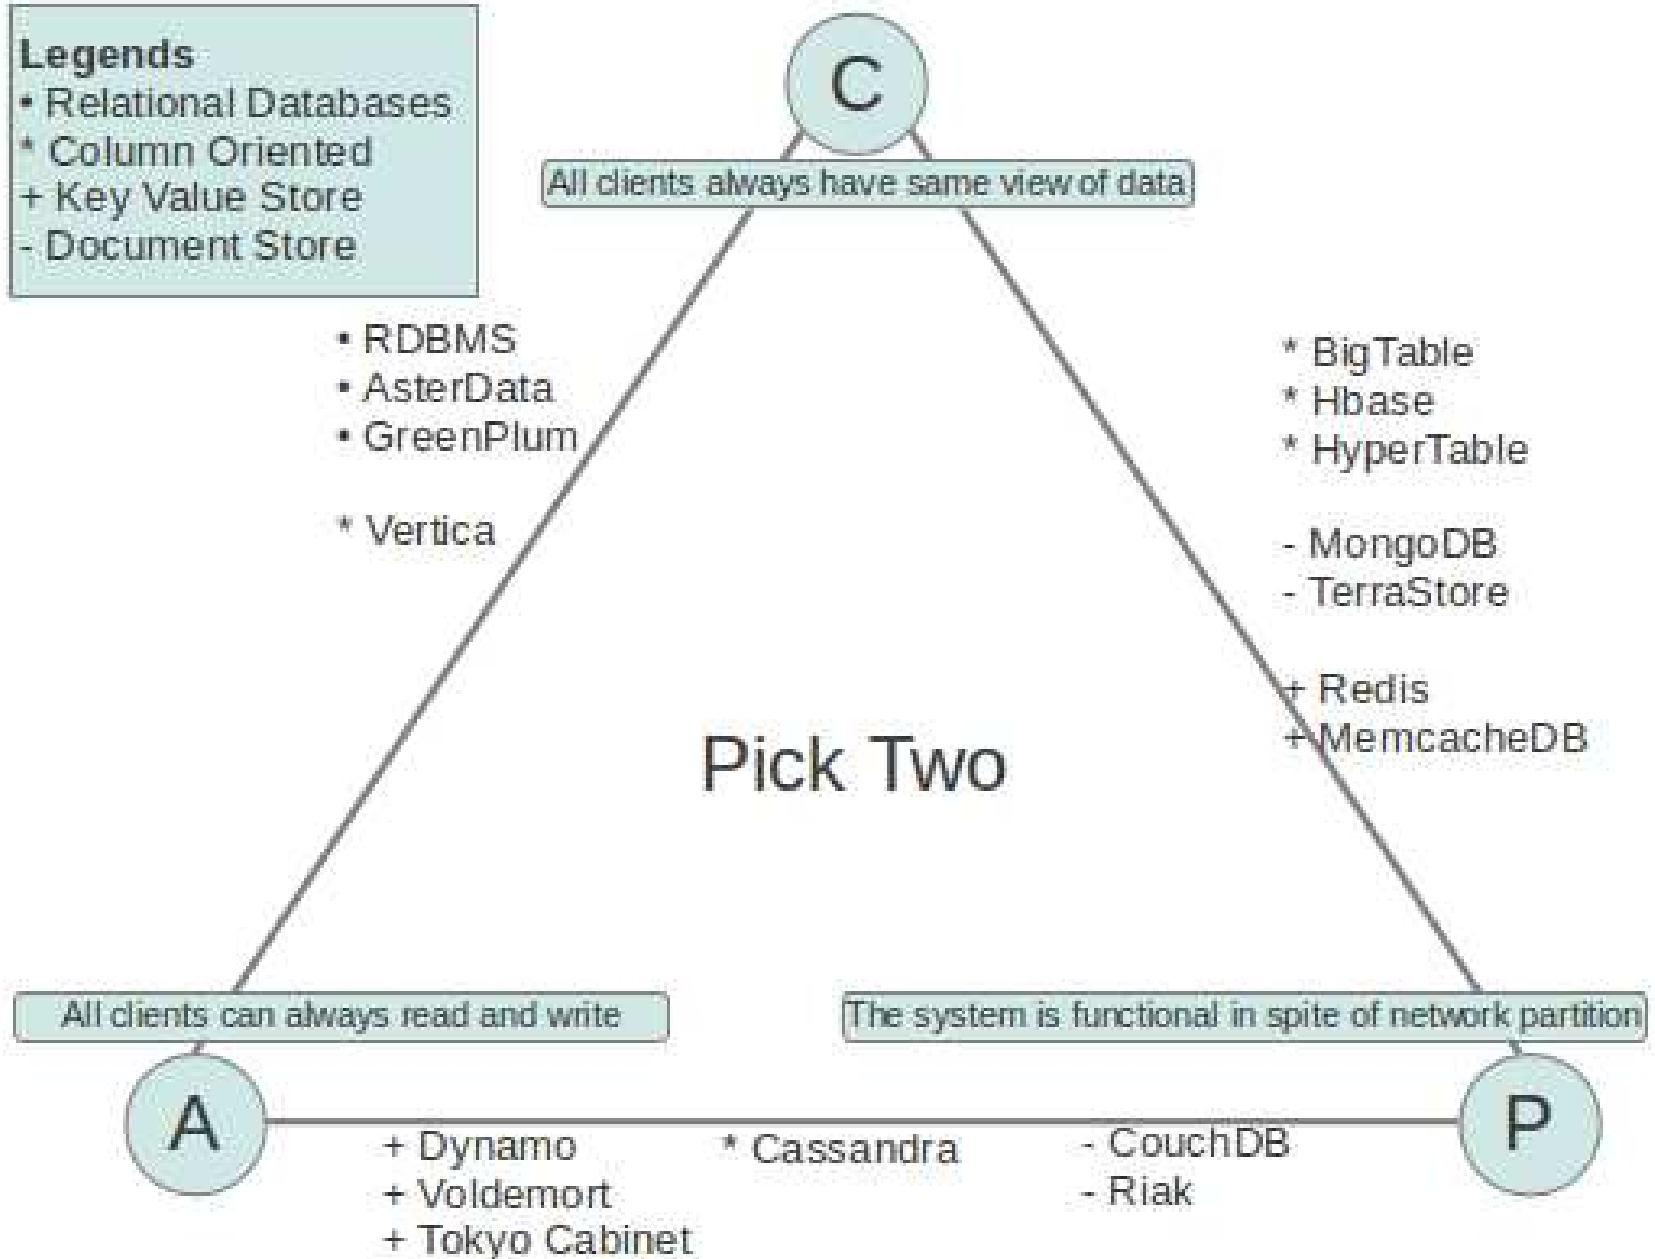 Legends
• Relational Databases
* Column Oriented
+ Key Value Store
- Document Store
C
All clients always have same view of data
• RDBMS
• AsterData
• GreenPlum
* Vertica
* BigTable
* Hbase
* HyperTable
- MongoDB
- TerraStore
+ Redis
+ MemcacheDB
Pick Two
All clients can always read and write
The system is functional in spite of network partition
A
P
+ Dynamo
+ Voldemort
+ Tokyo Cabinet
* Cassandra
- CouchDB
- Riak